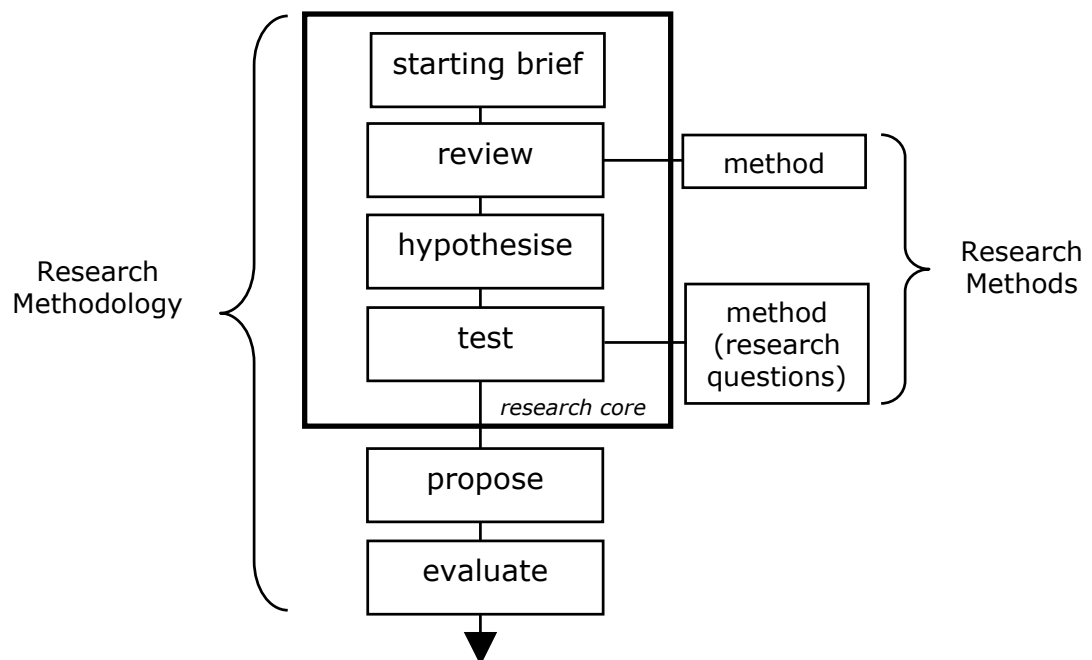 starting brief
review
method
hypothesise
Research
Methodology
Research
Methods
test
method
(research
questions)
research core
propose
evaluate